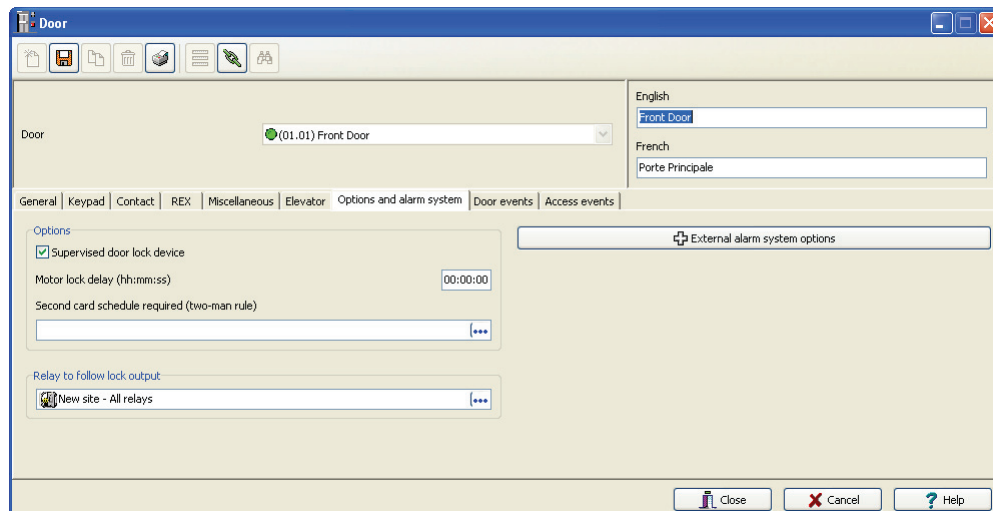 Door
English
Front Door
Door
(01.01) Front Door
French
Porte Principale
General Keypad Contact REX Miscellaneous Elevator Options and alarm system Door events Access events
Options
External alarm system options
Supervised door lock device
Motor lock delay (hh:mm:ss) 00:00:00
Second card schedule required (two-man rule)
Relay to follow lock output
New site - All relays
Close Cancel Help